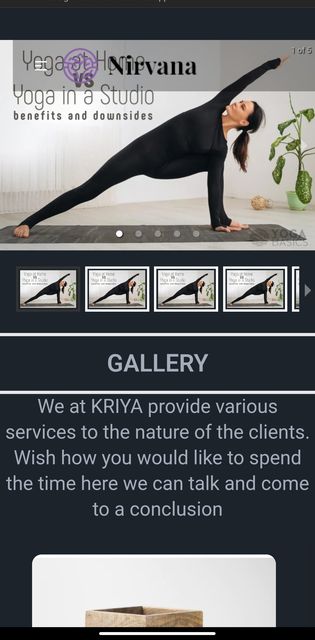 1 of 5
Yoga at Home
Nirvana
VS
Yoga in a Studio
benefits and downsides
YOGA
BASICS
GALLERY
We at KRIYA provide various
services to the nature of the clients.
Wish how you would like to spend
the time here we can talk and come
to a conclusion